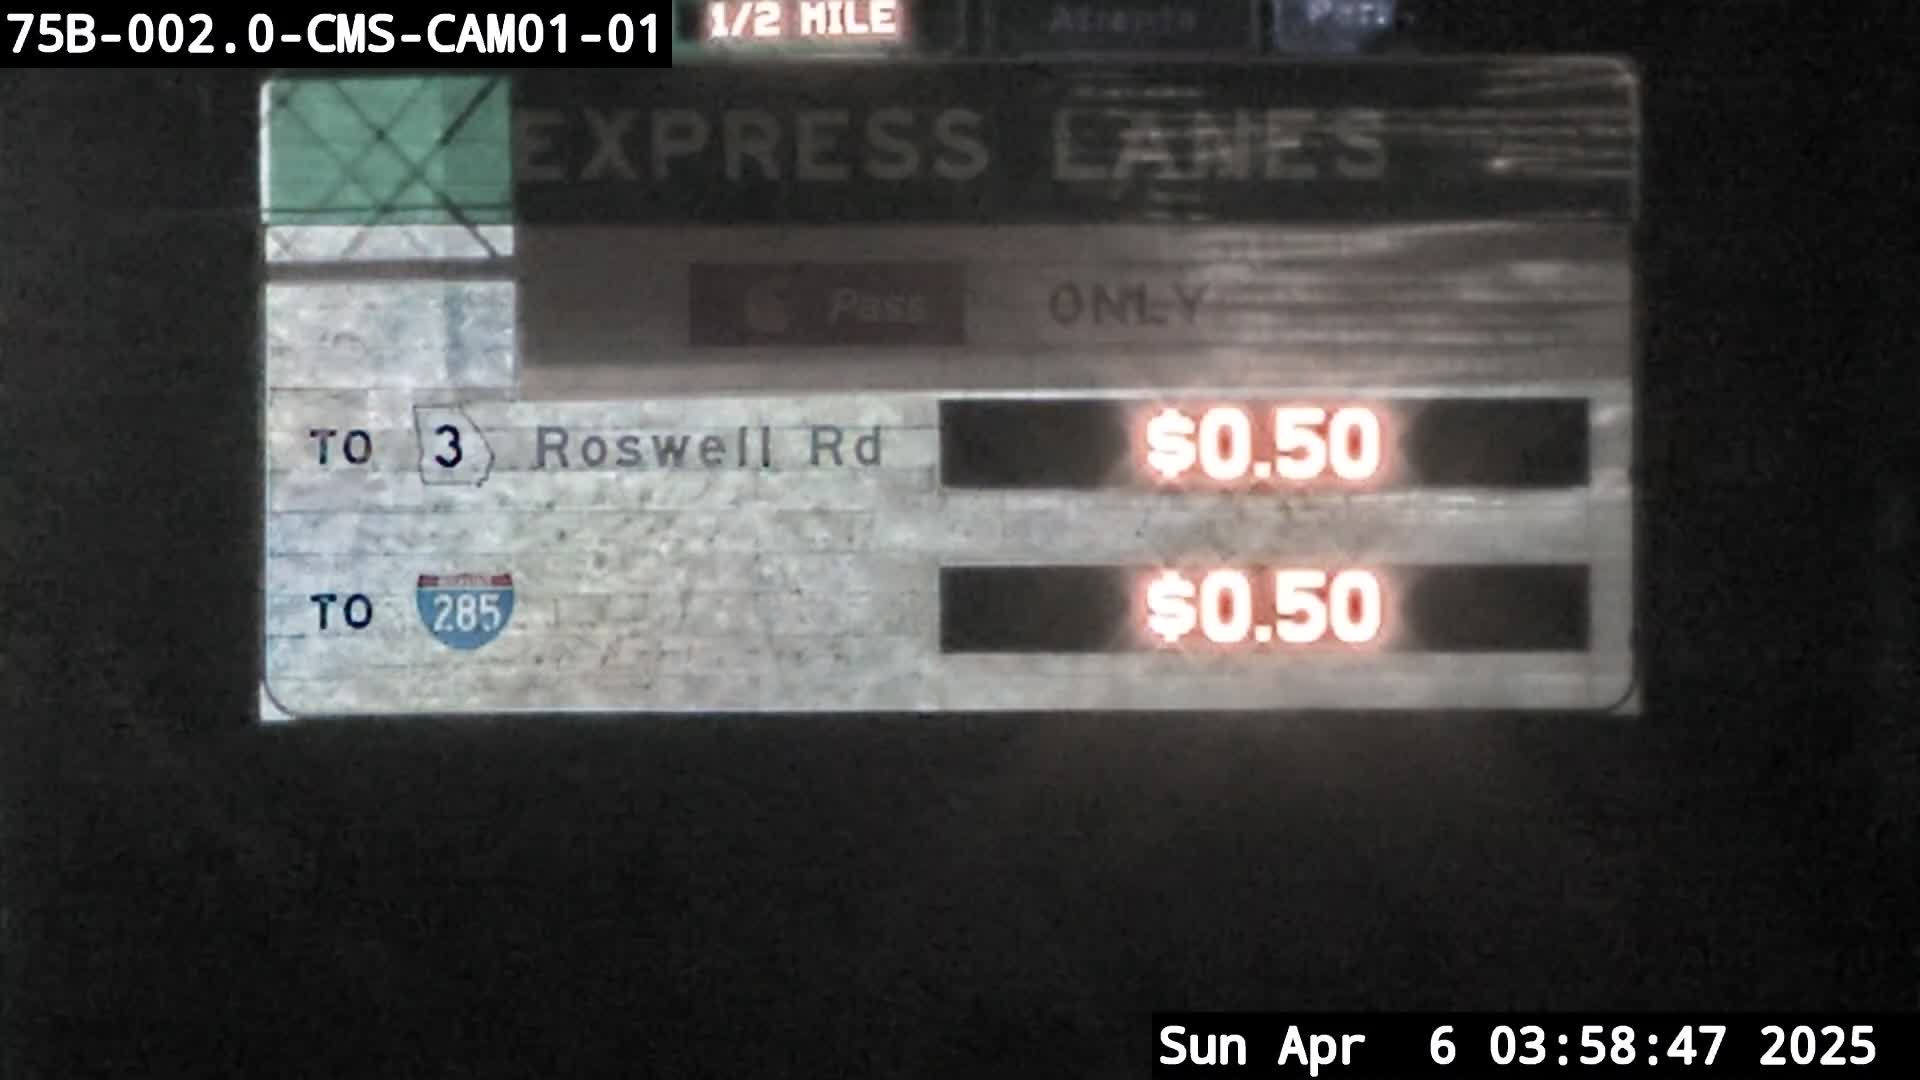 75B-002.0-CMS-CAM01-01
1/2 MILE
EXPRESS LANES
Pass ONLY
TO 3 Roswell Rd $0.50
TO 285 $0.50
Sun Apr 6 03:58:47 2025